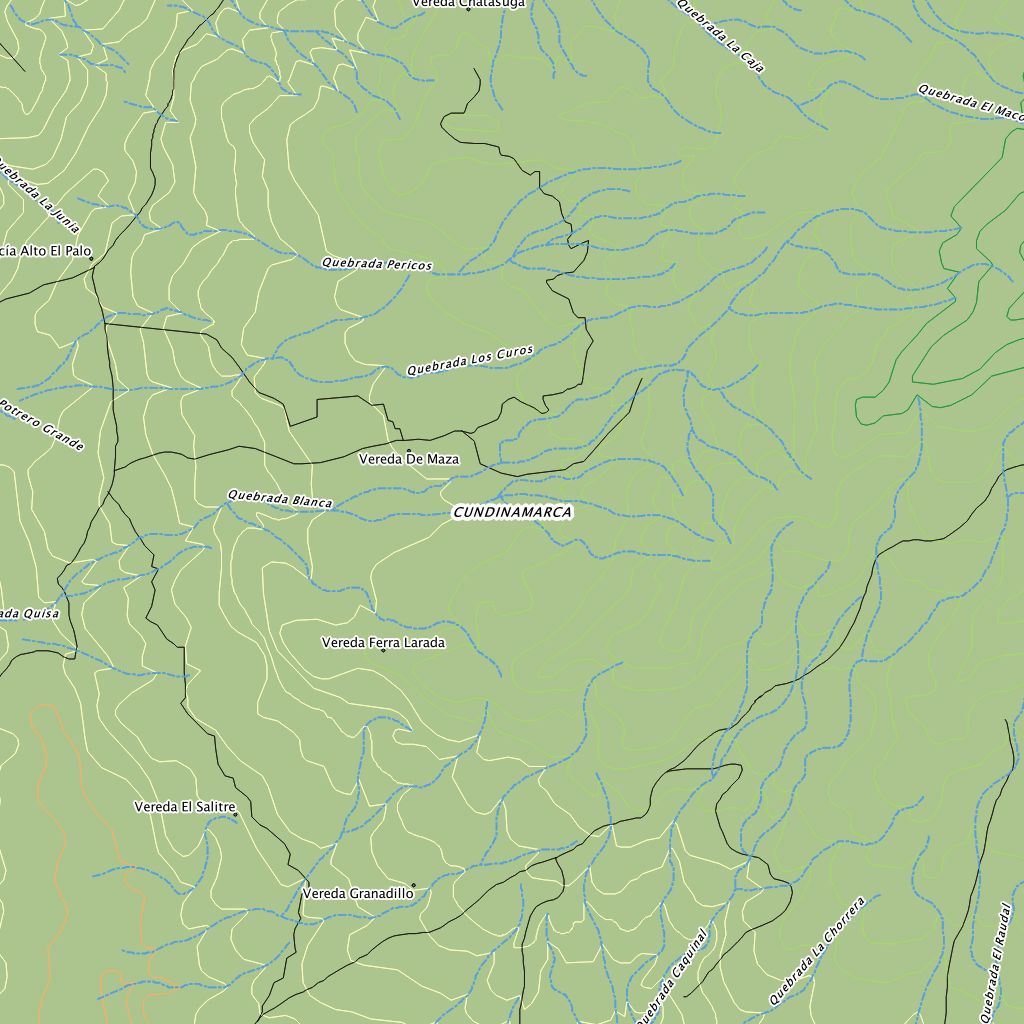 Vereda Chatasuga
Quebrada La Caja
Quebrada El Maco
Quebrada La Junia
cía Alto El Palo
Quebrada Pericos
Quebrada Los Curos
Potrero Grande
Vereda De Maza
Quebrada Blanca
CUNDINAMARCA
ada Quisa
Vereda Ferra Larada
Vereda El Salitre
Vereda Granadillo
Quebrada La Chorrera
Quebrada El Raudal
Quebrada Caquinal